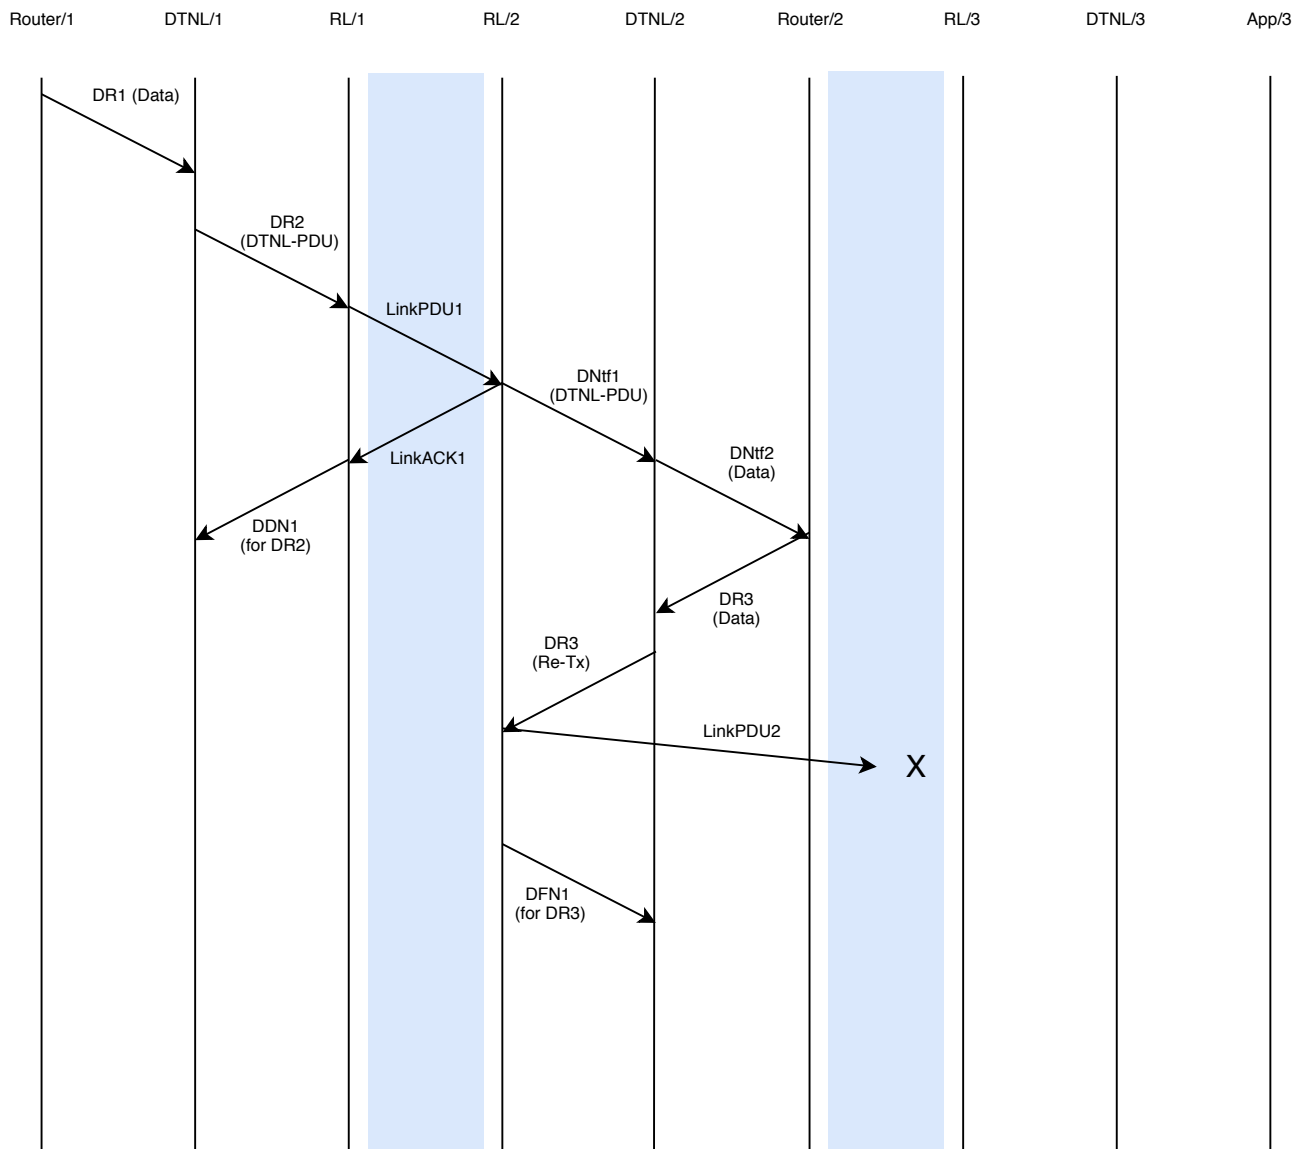 Router/1 DTNL/1 RL/1 RL/2 DTNL/2 Router/2 RL/3 DTNL/3 App/3
DR1 (Data)
DR2
(DTNL-PDU)
LinkPDU1
DNtf1
(DTNL-PDU)
LinkACK1
DNtf2
(Data)
DDN1
(for DR2)
DR3
(Data)
DR3
(Re-Tx)
LinkPDU2
X
DFN1
(for DR3)